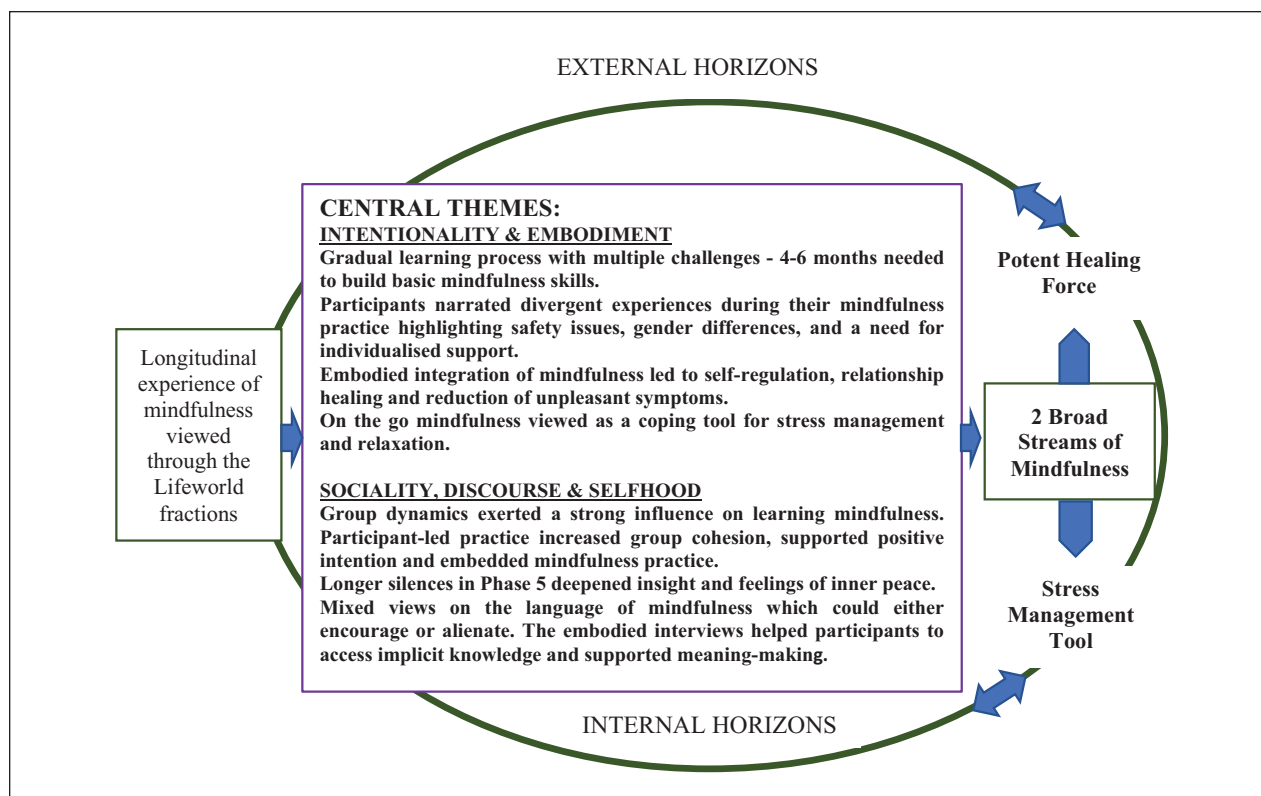 EXTERNAL HORIZONS
Longitudinal
experience of
mindfulness
viewed
through the
Lifeworld
fractions
CENTRAL THEMES:
INTENTIONALITY & EMBODIMENT
Gradual learning process with multiple challenges - 4-6 months needed
to build basic mindfulness skills.
Participants narrated divergent experiences during their mindfulness
practice highlighting safety issues, gender differences, and a need for
individualised support.
Embodied integration of mindfulness led to self-regulation, relationship
healing and reduction of unpleasant symptoms.
On the go mindfulness viewed as a coping tool for stress management
and relaxation.
SOCIALITY, DISCOURSE & SELFHOOD
Group dynamics exerted a strong influence on learning mindfulness.
Participant-led practice increased group cohesion, supported positive
intention and embedded mindfulness practice.
Longer silences in Phase 5 deepened insight and feelings of inner peace.
Mixed views on the language of mindfulness which could either
encourage or alienate. The embodied interviews helped participants to
access implicit knowledge and supported meaning-making.
Potent Healing
Force
2 Broad
Streams of
Mindfulness
Stress
Management
Tool
INTERNAL HORIZONS